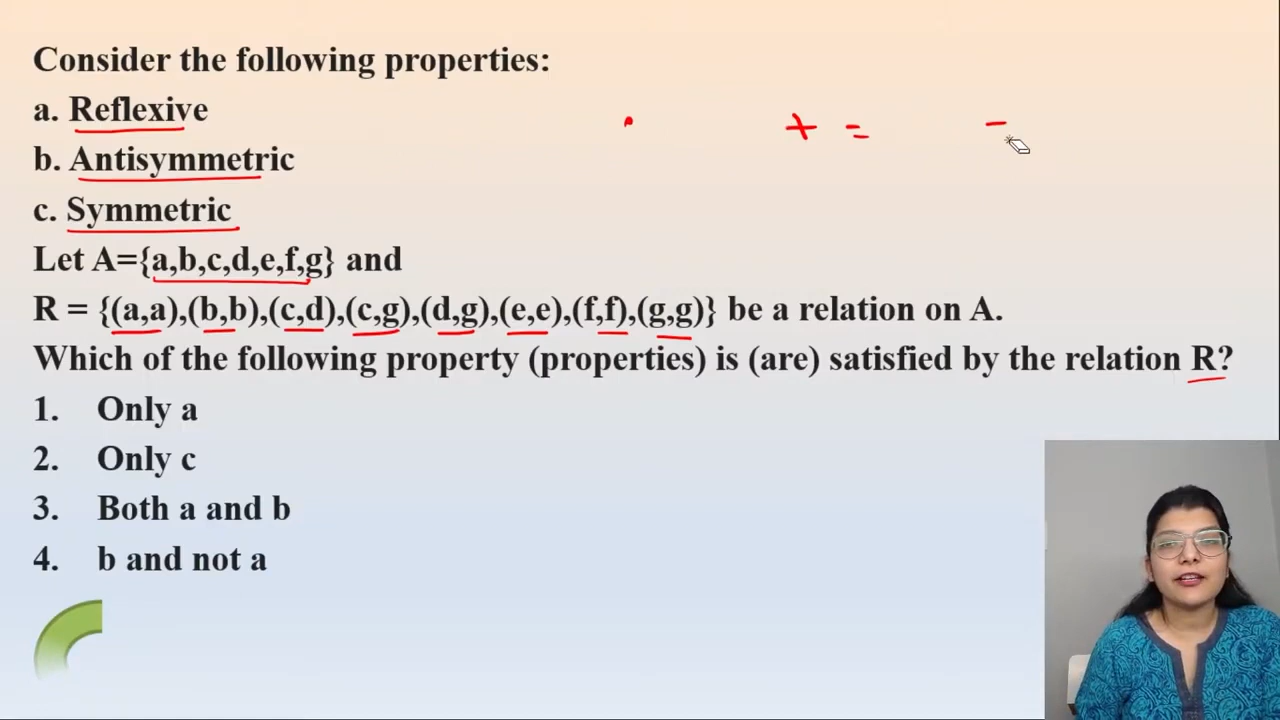 Consider the following properties:
a. Reflexive
b. Antisymmetric
c. Symmetric
Let A={a,b,c,d,e,f,g} and
R = {(a,a),(b,b),(c,d),(c,g),(d,g),(e,e),(f,f),(g,g)} be a relation on A.
Which of the following property (properties) is (are) satisfied by the relation R?
1. Only a
2. Only c
3. Both a and b
4. b and not a
. + = -